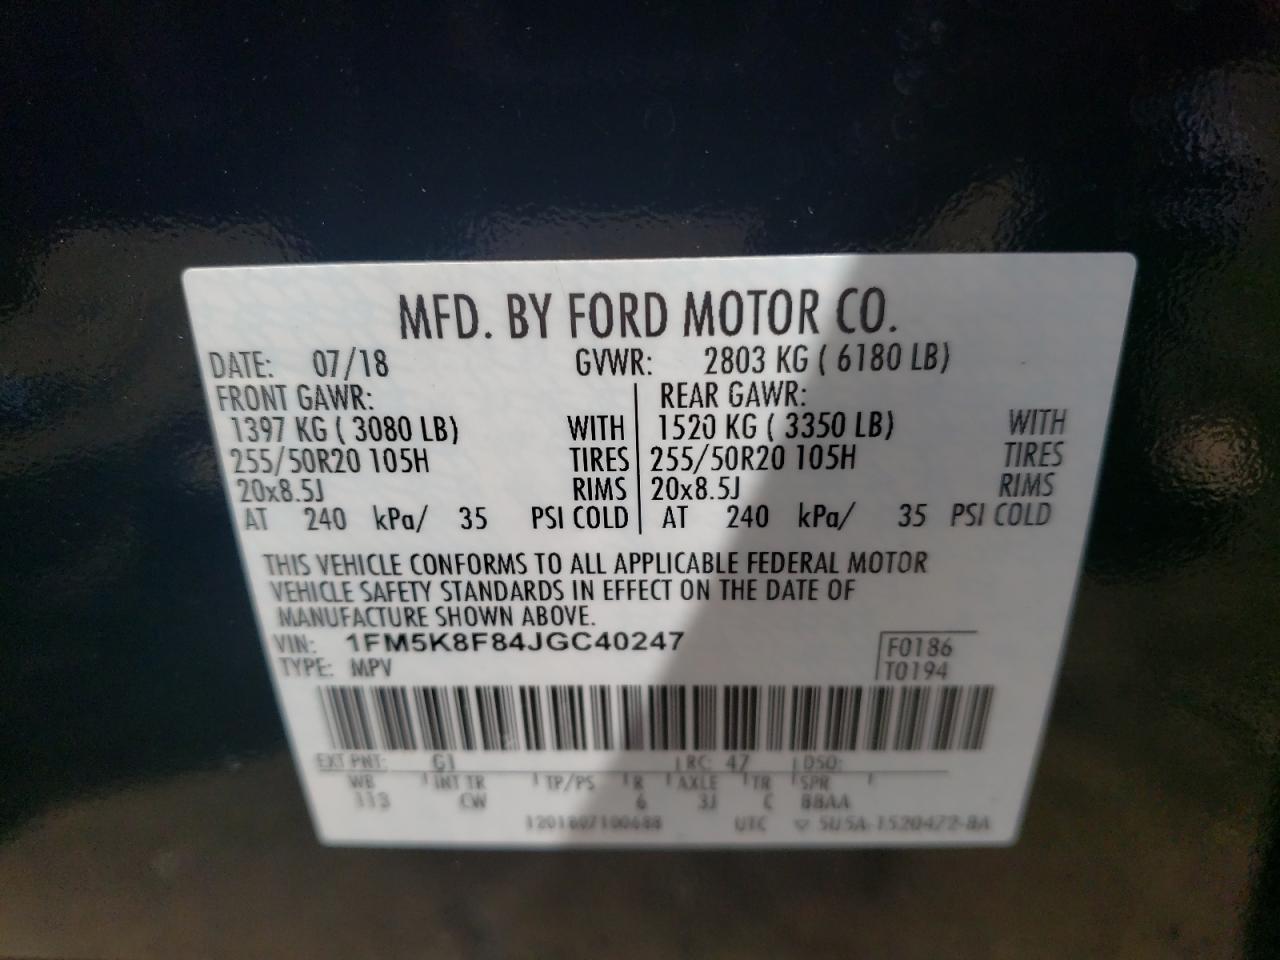 MFD. BY FORD MOTOR CO.
DATE: 07/18 GVWR: 2803 KG ( 6180 LB)
FRONT GAWR: REAR GAWR:
1397 KG ( 3080 LB) WITH 1520 KG ( 3350 LB) WITH
255/50R20 105H TIRES 255/50R20 105H TIRES
20x8.5J RIMS 20x8.5J RIMS
AT 240 kPa/ 35 PSI COLD AT 240 kPa/ 35 PSI COLD
THIS VEHICLE CONFORMS TO ALL APPLICABLE FEDERAL MOTOR
VEHICLE SAFETY STANDARDS IN EFFECT ON THE DATE OF
MANUFACTURE SHOWN ABOVE.
VIN: 1FM5K8F84JGC40247 F0186
TYPE: MPV T0194
EXT PNT: G1 RC: 47 DSO:
WB INT TR TP/PS R AXLE TR SPR
113 CW 6 3J C BBAA
UTC 5U5A-1520472-BA